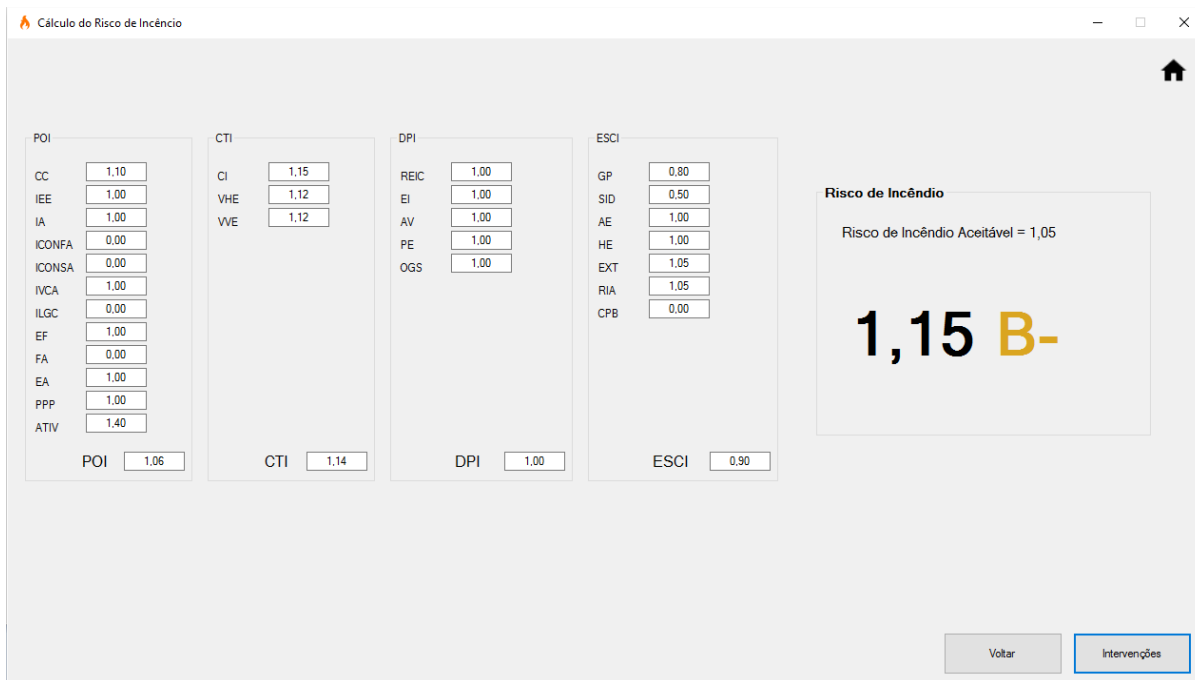 Cálculo do Risco de Incêncio
POI
CC 1,10
IEE 1,00
IA 1,00
ICONFA 0,00
ICONSA 0,00
IVCA 1,00
ILGC 0,00
EF 1,00
FA 0,00
EA 1,00
PPP 1,00
ATIV 1,40
POI 1,06
CTI
CI 1,15
VHE 1,12
VVE 1,12
CTI 1,14
DPI
REIC 1,00
EI 1,00
AV 1,00
PE 1,00
OGS 1,00
DPI 1,00
ESCI
GP 0,80
SID 0,50
AE 1,00
HE 1,00
EXT 1,05
RIA 1,05
CPB 0,00
ESCI 0,90
Risco de Incêndio
Risco de Incêndio Aceitável = 1,05
1,15 B-
Voltar
Intervenções